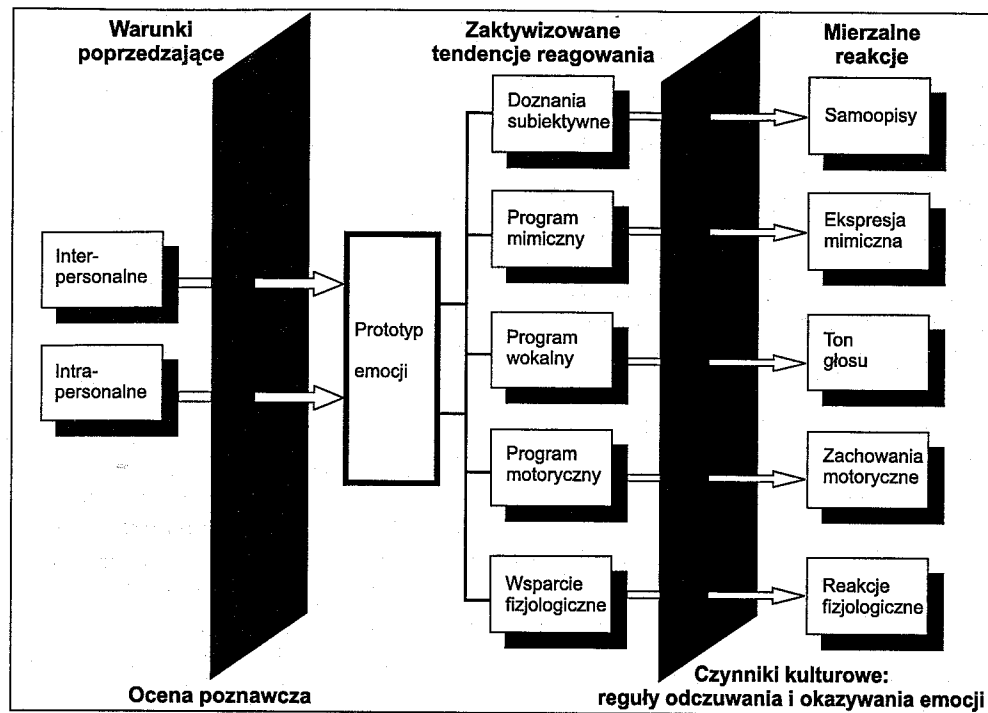 Warunki
poprzedzające
Zaktywizowane
tendencje reagowania
Mierzalne
reakcje
Inter-
personalne
Intra-
personalne
Prototyp
emocji
Doznania
subiektywne
Program
mimiczny
Program
wokalny
Program
motoryczny
Wsparcie
fizjologiczne
Samoopisy
Ekspresja
mimiczna
Ton
głosu
Zachowania
motoryczne
Reakcje
fizjologiczne
Ocena poznawcza
Czynniki kulturowe:
reguły odczuwania i okazywania emocji